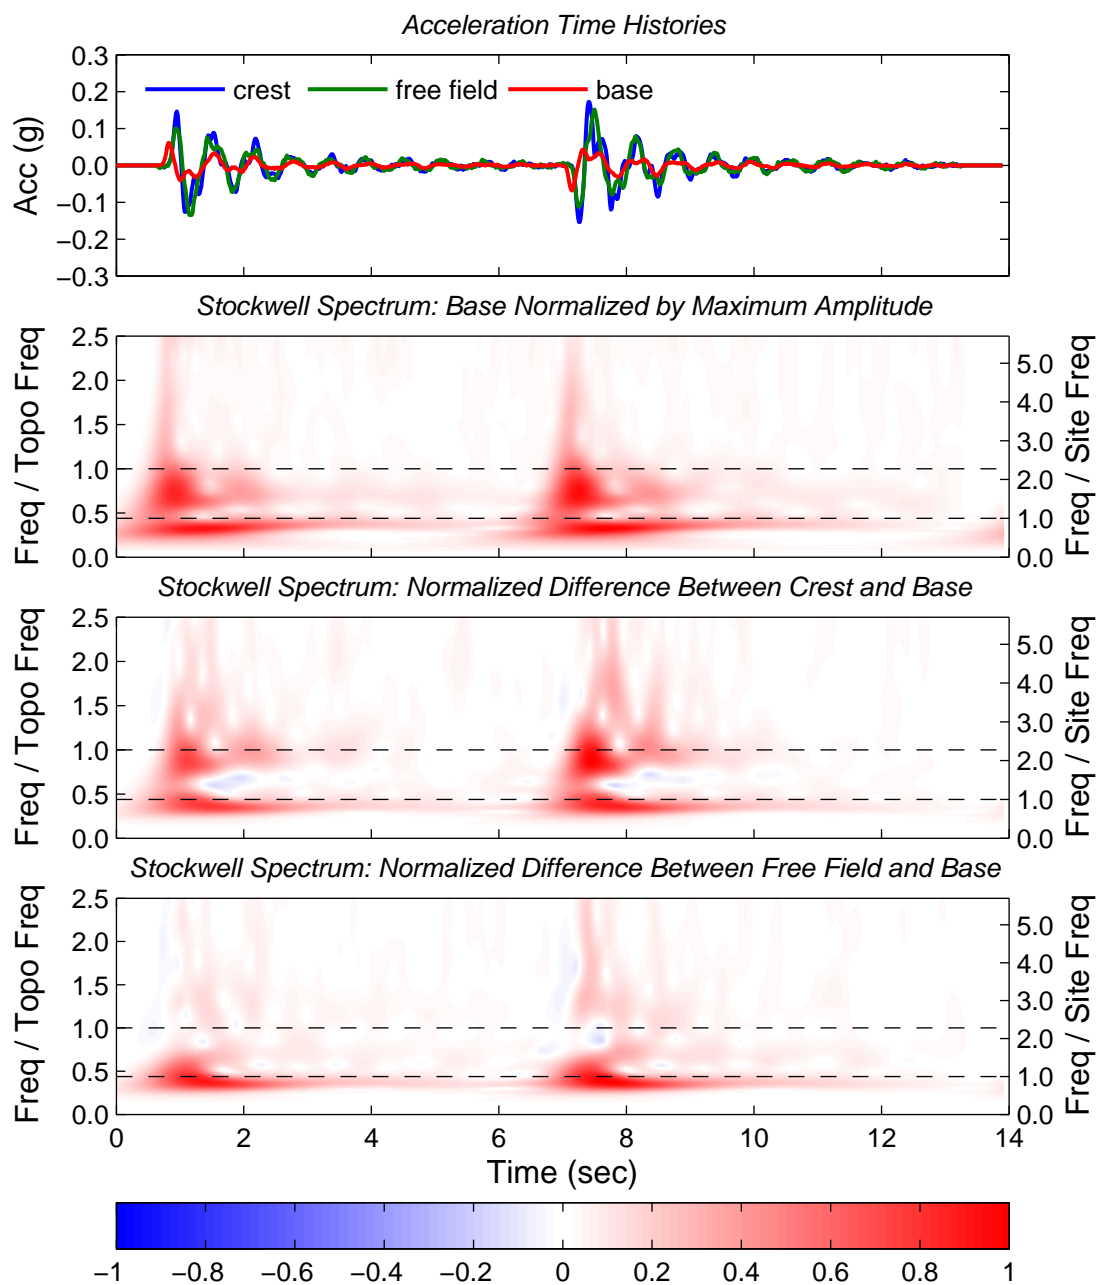 Acceleration Time Histories
0.3
0.2
0.1
0.0
−0.1
−0.2
−0.3
Acc (g)
crest free field base
Stockwell Spectrum: Base Normalized by Maximum Amplitude
2.5
2.0
1.5
1.0
0.5
0.0
Freq / Topo Freq
5.0
4.0
3.0
2.0
1.0
0.0
Freq / Site Freq
Stockwell Spectrum: Normalized Difference Between Crest and Base
2.5
2.0
1.5
1.0
0.5
0.0
Freq / Topo Freq
5.0
4.0
3.0
2.0
1.0
0.0
Freq / Site Freq
Stockwell Spectrum: Normalized Difference Between Free Field and Base
2.5
2.0
1.5
1.0
0.5
0.0
Freq / Topo Freq
5.0
4.0
3.0
2.0
1.0
0.0
Freq / Site Freq
0 2 4 6 8 10 12 14
Time (sec)
−1 −0.8 −0.6 −0.4 −0.2 0 0.2 0.4 0.6 0.8 1